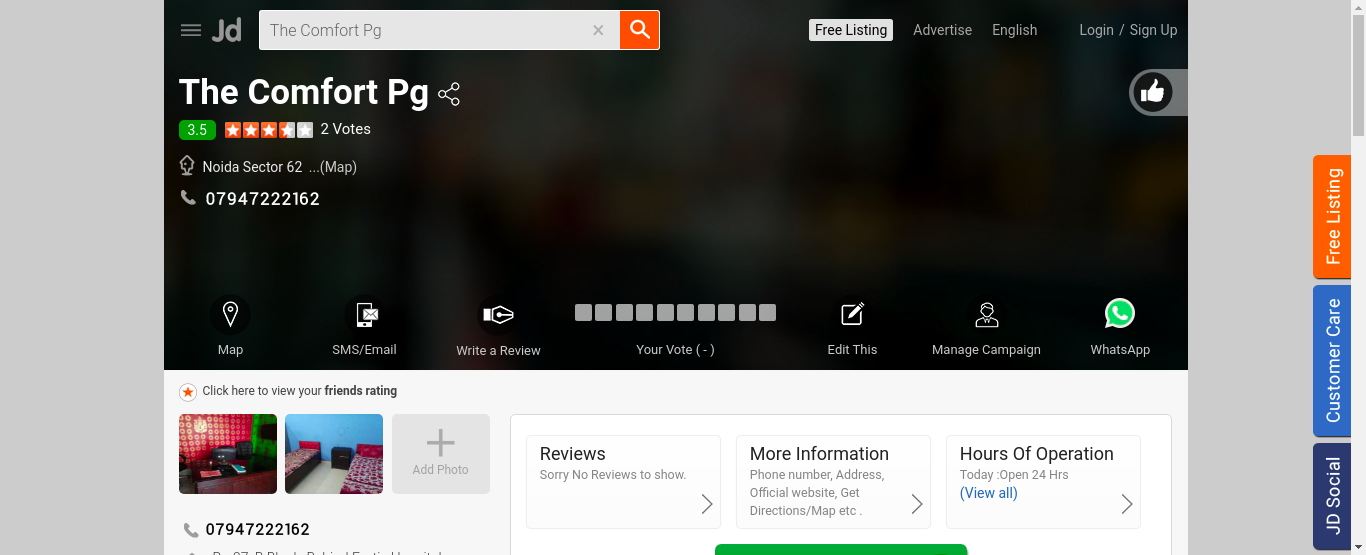 Jd
The Comfort Pg
Free Listing
Advertise
English
Login / Sign Up
The Comfort Pg
3.5
2 Votes
Noida Sector 62 ...(Map)
07947222162
Map
SMS/Email
Write a Review
Your Vote ( - )
Edit This
Manage Campaign
WhatsApp
Click here to view your friends rating
Add Photo
Reviews
Sorry No Reviews to show.
More Information
Phone number, Address,
Official website, Get
Directions/Map etc .
Hours Of Operation
Today :Open 24 Hrs
(View all)
07947222162
Free Listing
Customer Care
JD Social